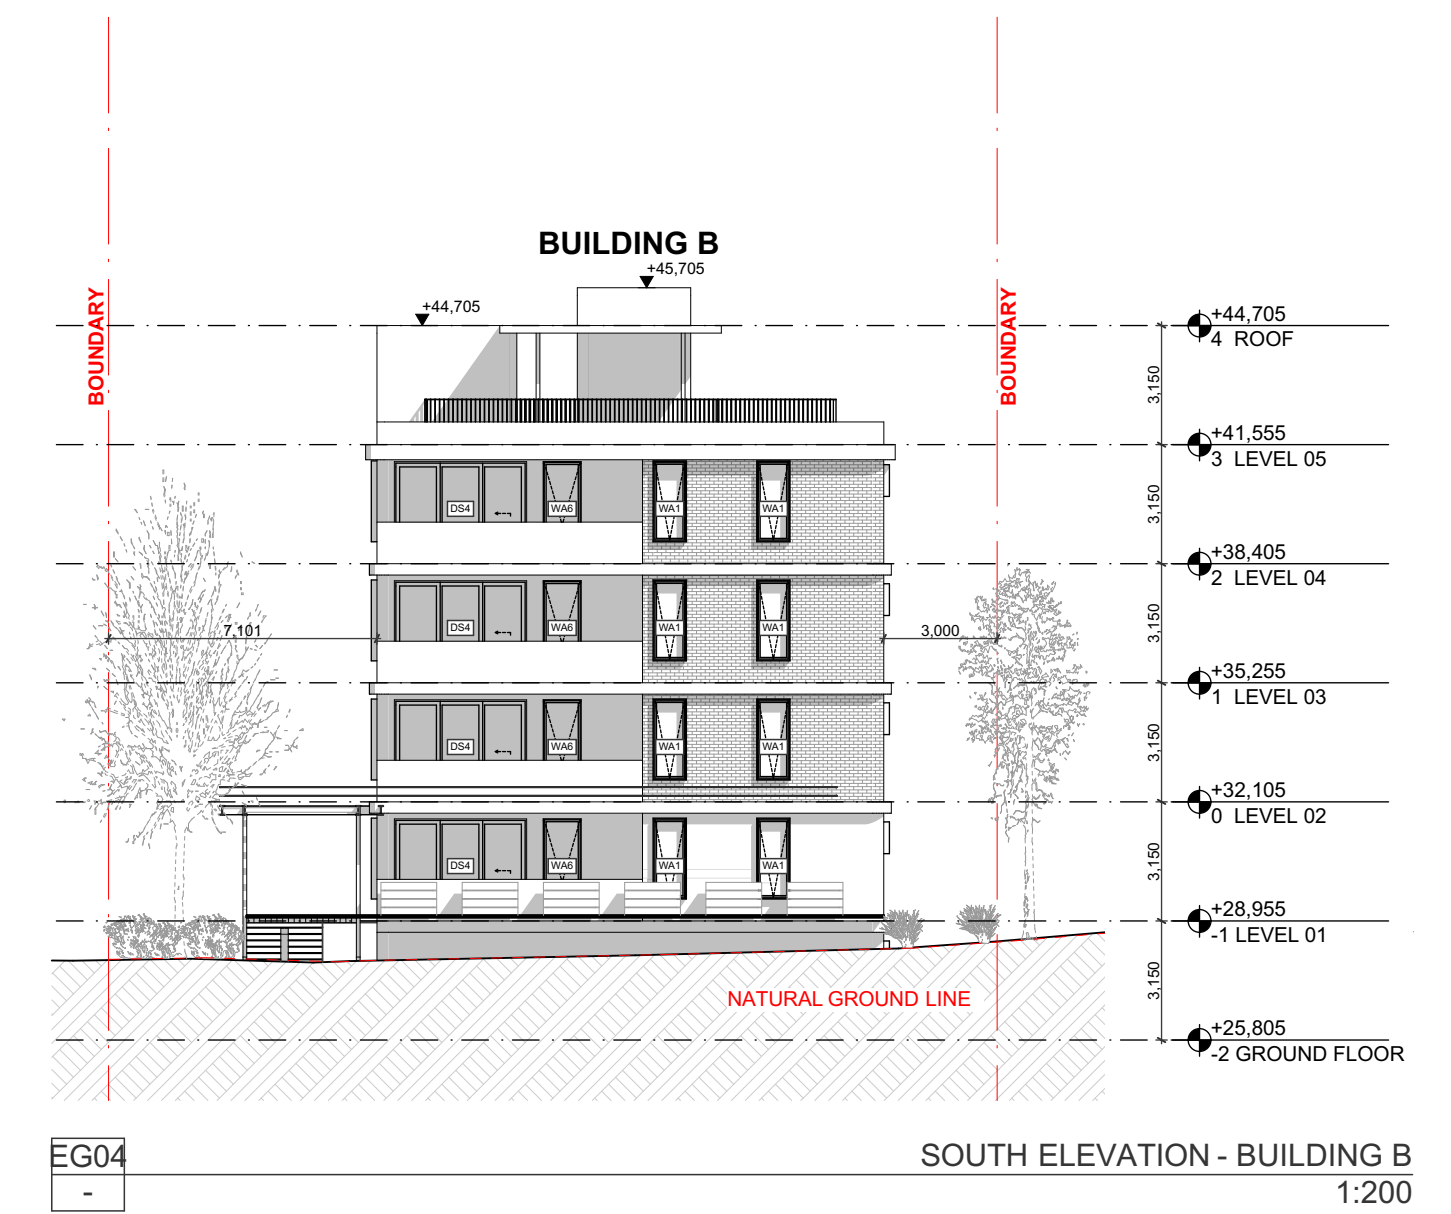 BUILDING B
+45,705
+44,705
BOUNDARY
BOUNDARY
+44,705
4 ROOF
3,150
+41,555
3 LEVEL 05
DS4 WA6 WA1 WA1
3,150
+38,405
2 LEVEL 04
DS4 WA6 WA1 WA1
7,101
3,000
3,150
+35,255
1 LEVEL 03
DS4 WA6 WA1 WA1
3,150
+32,105
0 LEVEL 02
DS4 WA6 WA1 WA1
3,150
+28,955
-1 LEVEL 01
3,150
NATURAL GROUND LINE
+25,805
-2 GROUND FLOOR
EG04
-
SOUTH ELEVATION - BUILDING B
1:200